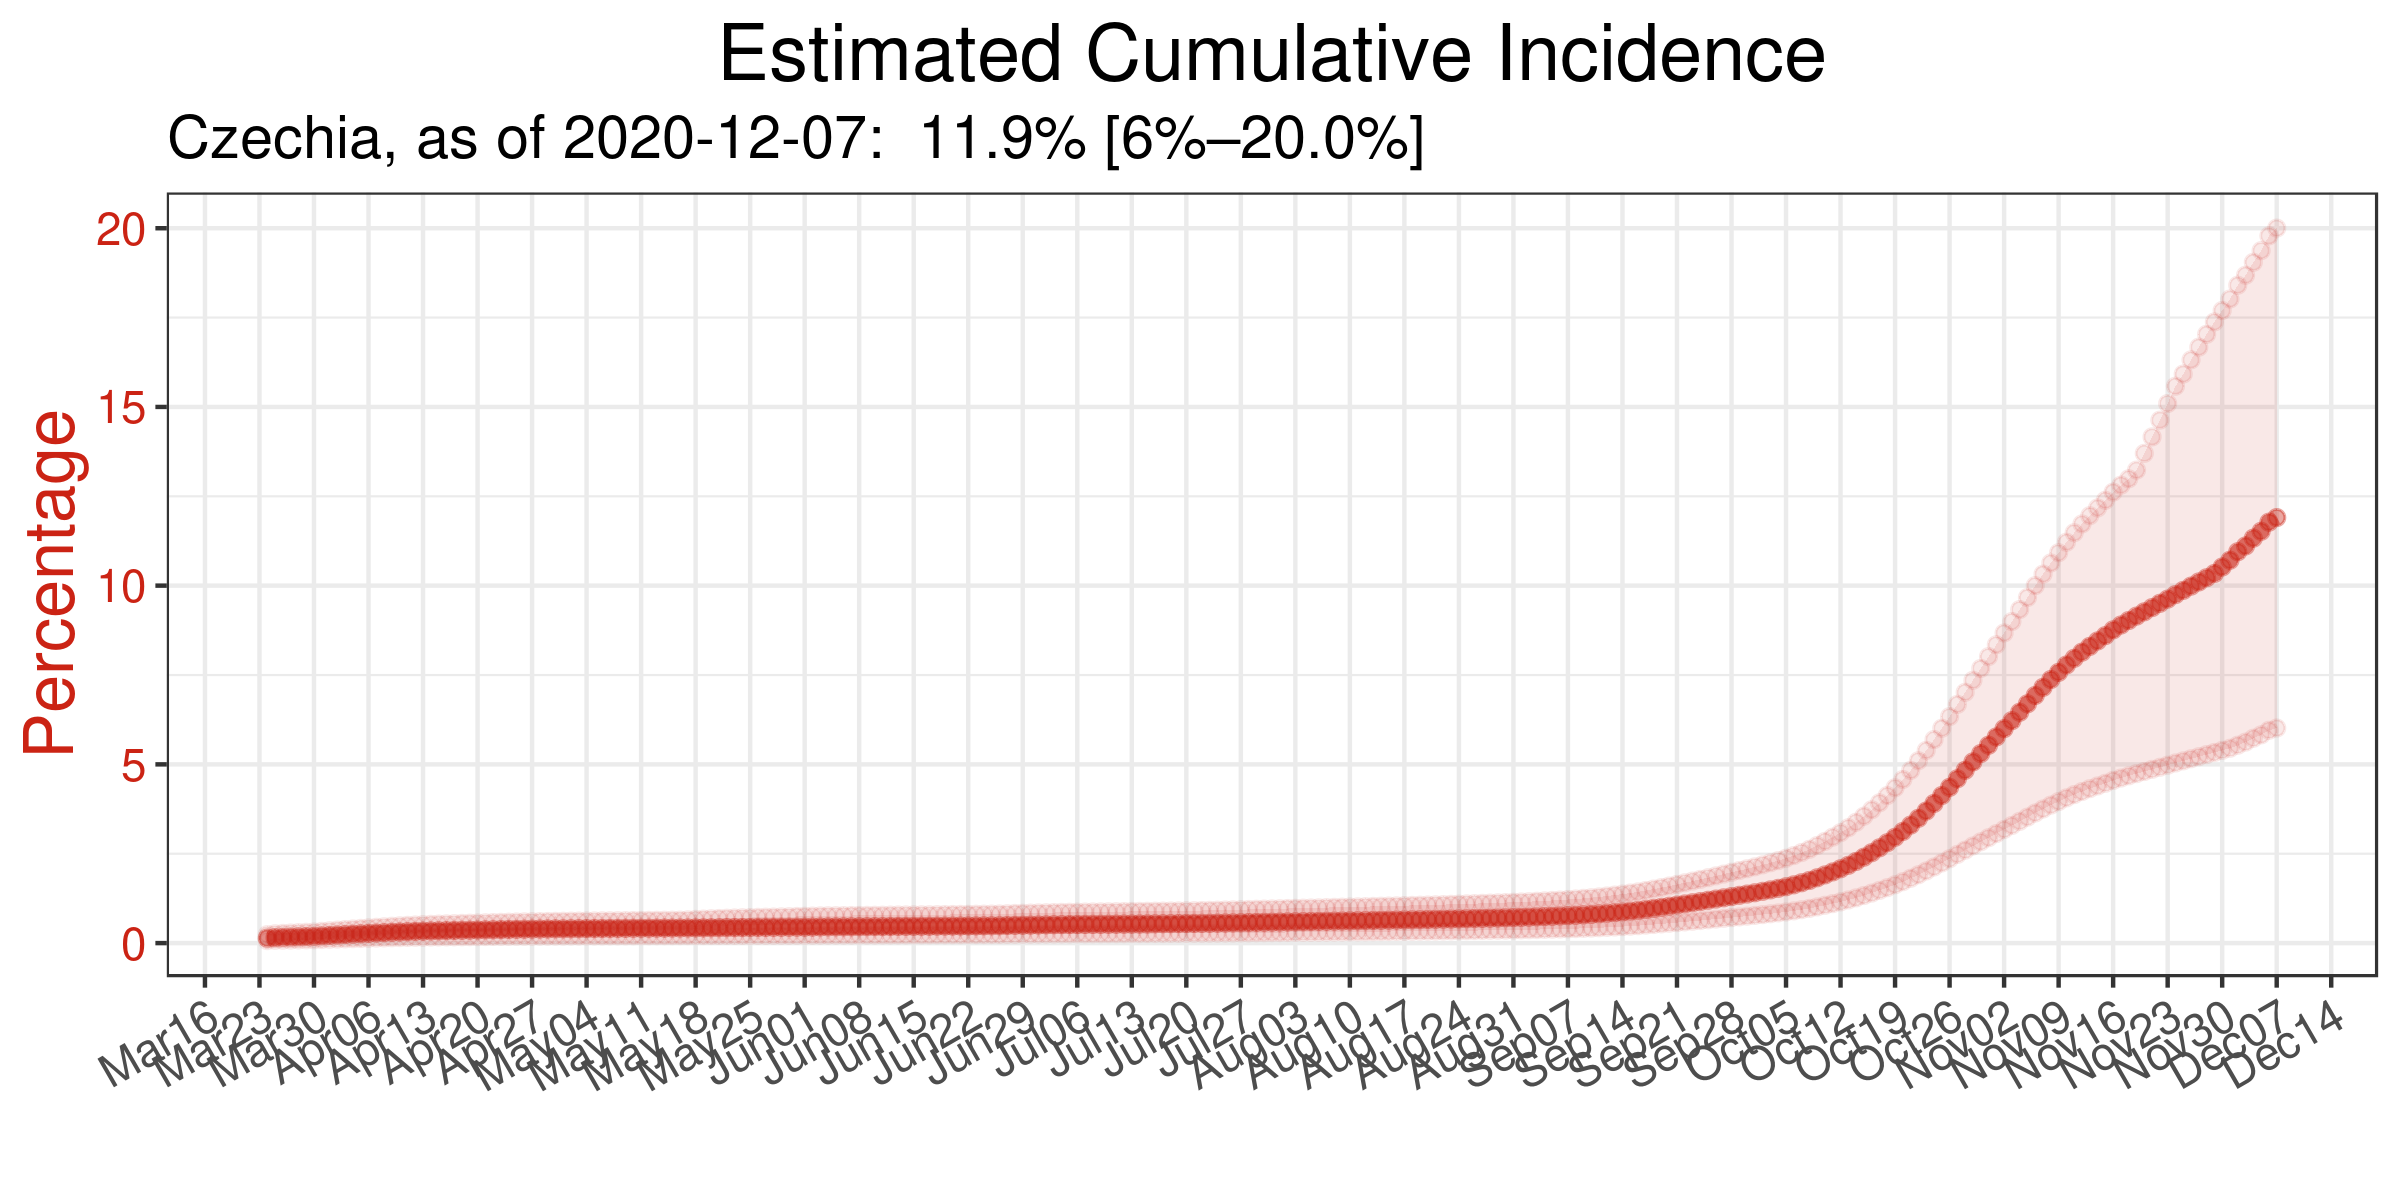 Estimated Cumulative Incidence
Czechia, as of 2020-12-07:  11.9% [6%–20.0%]
Percentage
20
15
10
5
0
Mar16
Mar23
Mar30
Apr06
Apr13
Apr20
Apr27
May04
May11
May18
May25
Jun01
Jun08
Jun15
Jun22
Jun29
Jul06
Jul13
Jul20
Jul27
Aug03
Aug10
Aug17
Aug24
Aug31
Sep07
Sep14
Sep21
Sep28
Oct05
Oct12
Oct19
Oct26
Nov02
Nov09
Nov16
Nov23
Nov30
Dec07
Dec14